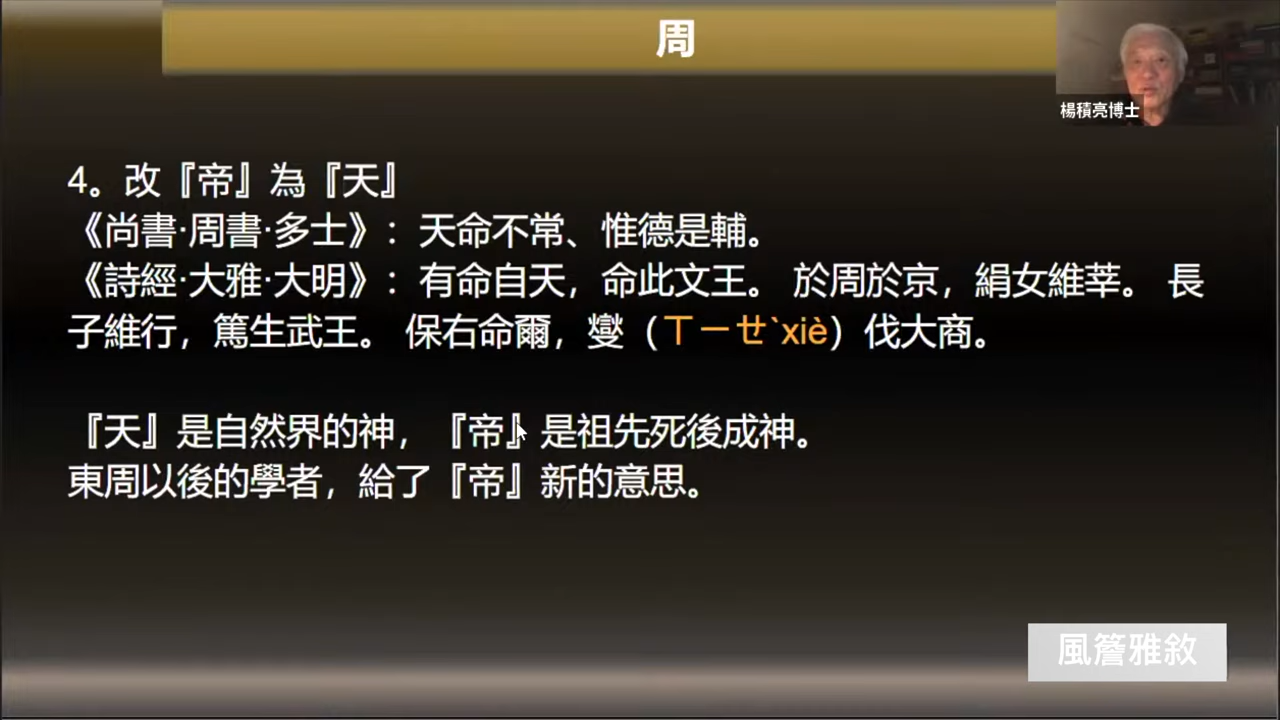 周
楊積亮博士
4。改『帝』為『天』
《尚書·周書·多士》：天命不常、惟德是輔。
《詩經·大雅·大明》：有命自天，命此文王。 於周於京，絹女維莘。 長
子維行，篤生武王。 保右命爾，燮（ㄒㄧㄝˋxiè）伐大商。
『天』是自然界的神，『帝』是祖先死後成神。
東周以後的學者，給了『帝』新的意思。
風簷雅敘